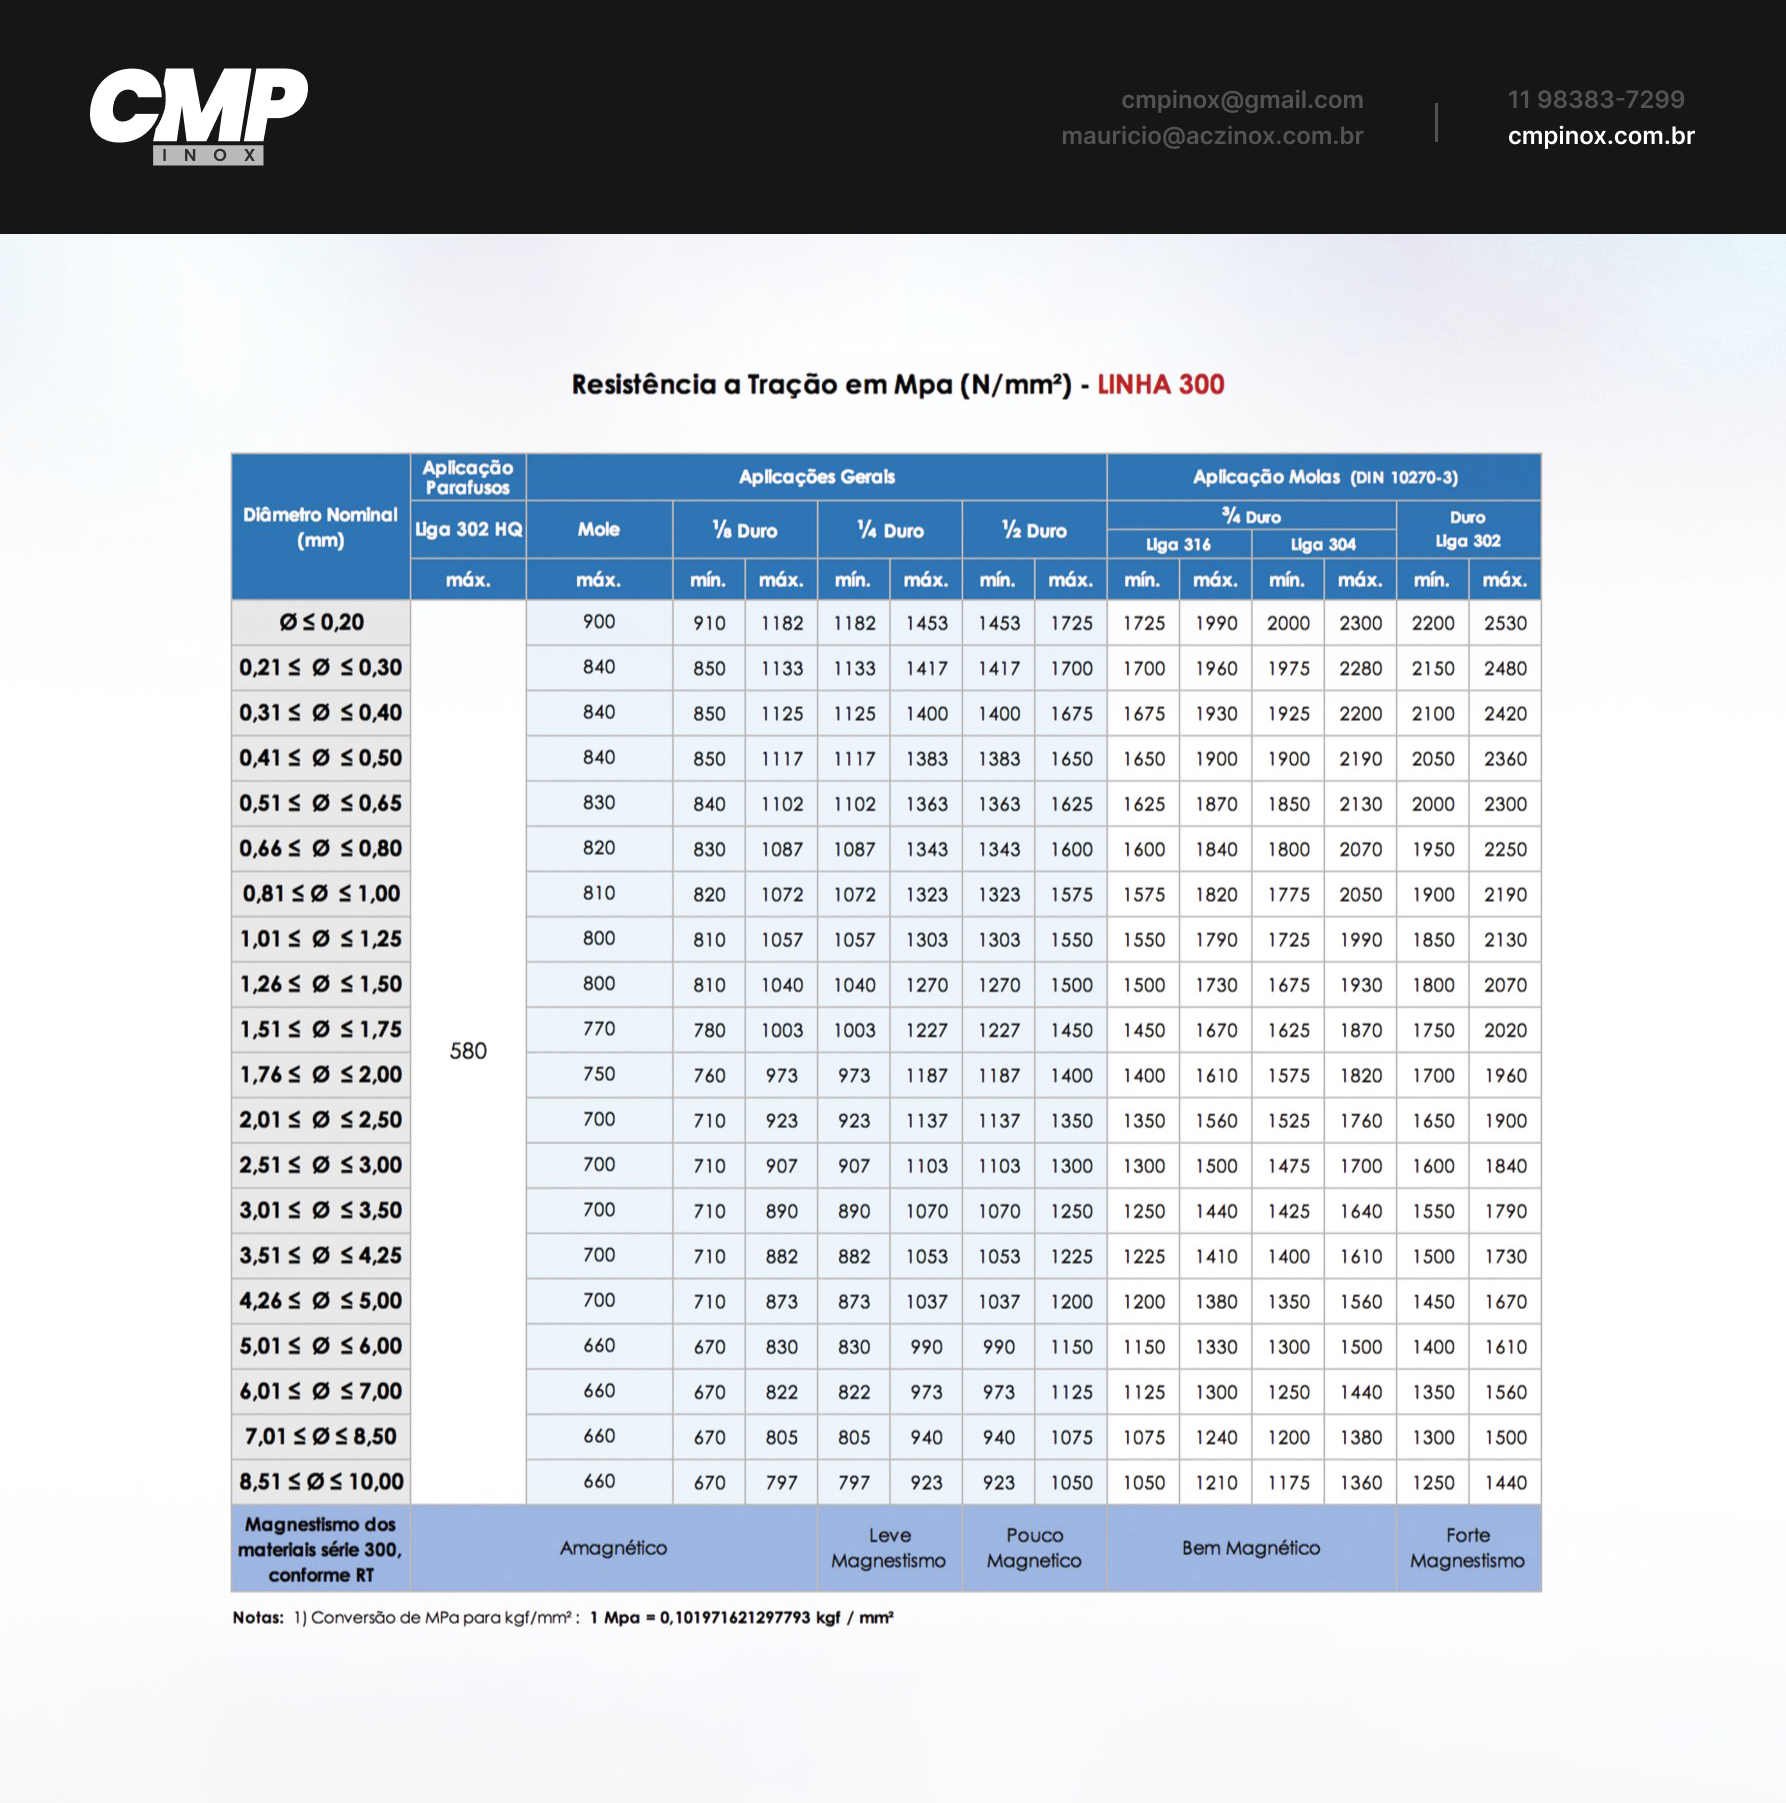 CMP
INOX
cmpinox@gmail.com
mauricio@aczinox.com.br
11 98383-7299
cmpinox.com.br
Resistência a Tração em Mpa (N/mm²) - LINHA 300
Diâmetro Nominal (mm)
Aplicação Parafusos
Aplicações Gerais
Aplicação Molas (DIN 10270-3)
Liga 302 HQ
Mole
⅛ Duro
¼ Duro
½ Duro
¾ Duro
Duro
Liga 302
Liga 316
Liga 304
máx. máx. mín. máx. mín. máx. mín. máx. mín. máx. mín. máx. mín. máx.
Ø ≤ 0,20 900 910 1182 1182 1453 1453 1725 1725 1990 2000 2300 2200 2530
0,21 ≤ Ø ≤ 0,30 840 850 1133 1133 1417 1417 1700 1700 1960 1975 2280 2150 2480
0,31 ≤ Ø ≤ 0,40 840 850 1125 1125 1400 1400 1675 1675 1930 1925 2200 2100 2420
0,41 ≤ Ø ≤ 0,50 840 850 1117 1117 1383 1383 1650 1650 1900 1900 2190 2050 2360
0,51 ≤ Ø ≤ 0,65 830 840 1102 1102 1363 1363 1625 1625 1870 1850 2130 2000 2300
0,66 ≤ Ø ≤ 0,80 820 830 1087 1087 1343 1343 1600 1600 1840 1800 2070 1950 2250
0,81 ≤ Ø ≤ 1,00 810 820 1072 1072 1323 1323 1575 1575 1820 1775 2050 1900 2190
1,01 ≤ Ø ≤ 1,25 800 810 1057 1057 1303 1303 1550 1550 1790 1725 1990 1850 2130
1,26 ≤ Ø ≤ 1,50 800 810 1040 1040 1270 1270 1500 1500 1730 1675 1930 1800 2070
1,51 ≤ Ø ≤ 1,75 770 780 1003 1003 1227 1227 1450 1450 1670 1625 1870 1750 2020
580
1,76 ≤ Ø ≤ 2,00 750 760 973 973 1187 1187 1400 1400 1610 1575 1820 1700 1960
2,01 ≤ Ø ≤ 2,50 700 710 923 923 1137 1137 1350 1350 1560 1525 1760 1650 1900
2,51 ≤ Ø ≤ 3,00 700 710 907 907 1103 1103 1300 1300 1500 1475 1700 1600 1840
3,01 ≤ Ø ≤ 3,50 700 710 890 890 1070 1070 1250 1250 1440 1425 1640 1550 1790
3,51 ≤ Ø ≤ 4,25 700 710 882 882 1053 1053 1225 1225 1410 1400 1610 1500 1730
4,26 ≤ Ø ≤ 5,00 700 710 873 873 1037 1037 1200 1200 1380 1350 1560 1450 1670
5,01 ≤ Ø ≤ 6,00 660 670 830 830 990 990 1150 1150 1330 1300 1500 1400 1610
6,01 ≤ Ø ≤ 7,00 660 670 822 822 973 973 1125 1125 1300 1250 1440 1350 1560
7,01 ≤ Ø ≤ 8,50 660 670 805 805 940 940 1075 1075 1240 1200 1380 1300 1500
8,51 ≤ Ø ≤ 10,00 660 670 797 797 923 923 1050 1050 1210 1175 1360 1250 1440
Magnestismo dos
materiais série 300,
conforme RT
Amagnético
Leve
Magnestismo
Pouco
Magnetico
Bem Magnético
Forte
Magnestismo
Notas: 1) Conversão de MPa para kgf/mm² : 1 Mpa = 0,101971621297793 kgf / mm²